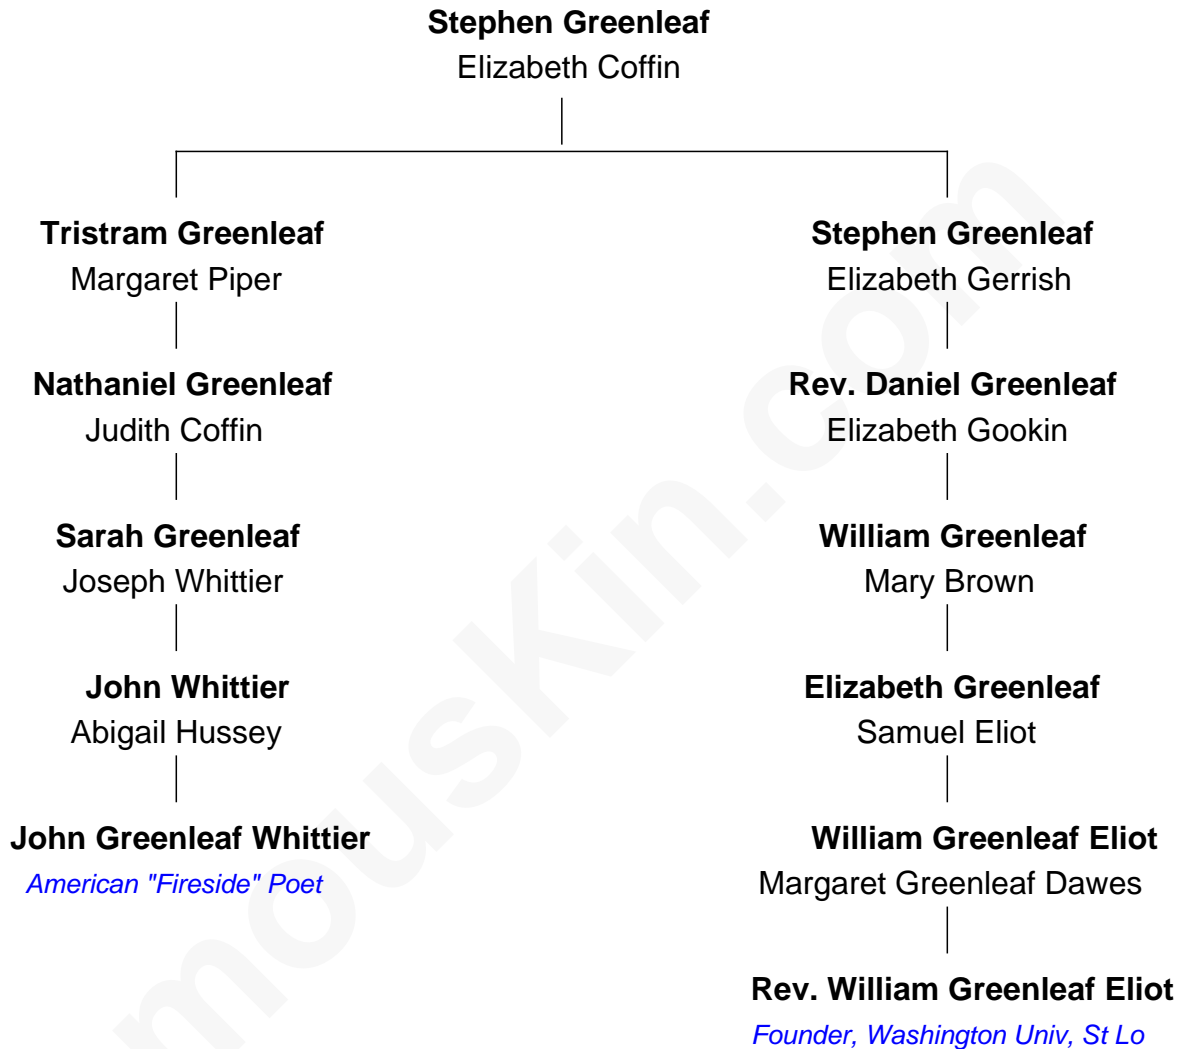 Stephen Greenleaf
Elizabeth Coffin
Tristram Greenleaf
Margaret Piper
Stephen Greenleaf
Elizabeth Gerrish
Nathaniel Greenleaf
Judith Coffin
Rev. Daniel Greenleaf
Elizabeth Gookin
Sarah Greenleaf
Joseph Whittier
William Greenleaf
Mary Brown
John Whittier
Abigail Hussey
Elizabeth Greenleaf
Samuel Eliot
John Greenleaf Whittier
American "Fireside" Poet
William Greenleaf Eliot
Margaret Greenleaf Dawes
Rev. William Greenleaf Eliot
Founder, Washington Univ, St Lo
mousKin.com